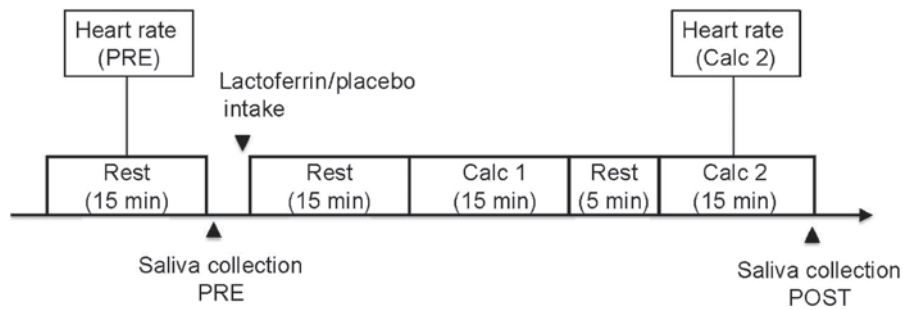 Heart rate
(PRE)
Heart rate
(Calc 2)
Lactoferrin/placebo
intake
Rest
(15 min)
Rest
(15 min)
Calc 1
(15 min)
Rest
(5 min)
Calc 2
(15 min)
Saliva collection
PRE
Saliva collection
POST